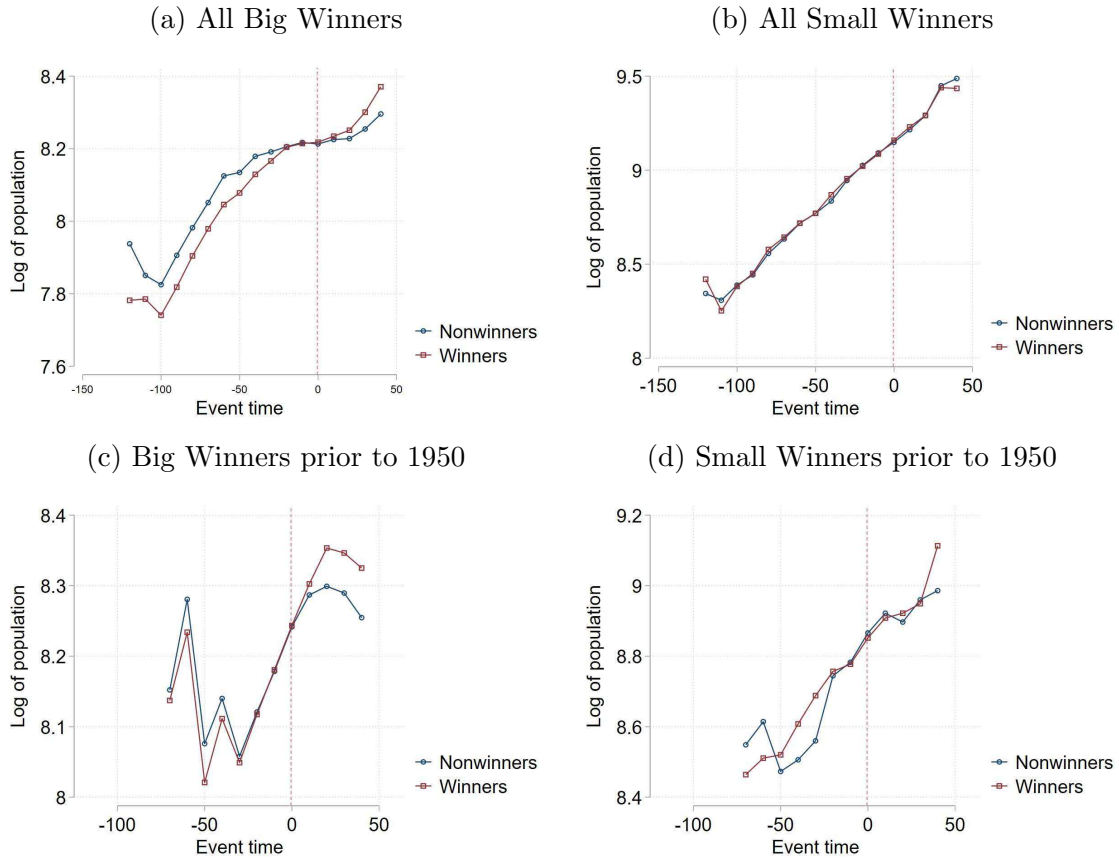 (a) All Big Winners
8.4
8.2
8
7.8
7.6
Log of population
-150
-100
-50
0
50
Event time
Nonwinners
Winners
(b) All Small Winners
9.5
9
8.5
8
Log of population
-150
-100
-50
0
50
Event time
Nonwinners
Winners
(c) Big Winners prior to 1950
8.4
8.3
8.2
8.1
8
Log of population
-100
-50
0
50
Event time
Nonwinners
Winners
(d) Small Winners prior to 1950
9.2
9
8.8
8.6
8.4
Log of population
-100
-50
0
50
Event time
Nonwinners
Winners